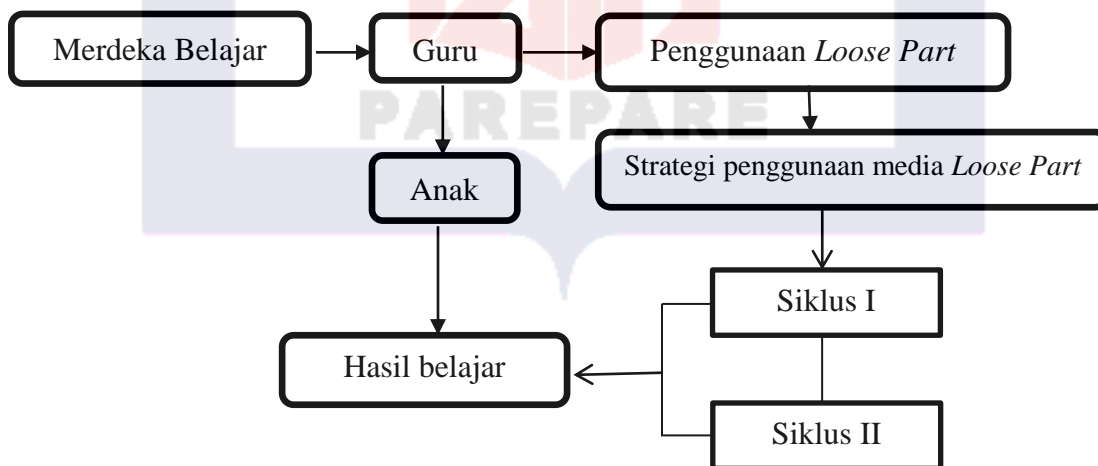 Merdeka Belajar
Guru
Penggunaan Loose Part
PAREPARE
Anak
Strategi penggunaan media Loose Part
Siklus I
Hasil belajar
Siklus II